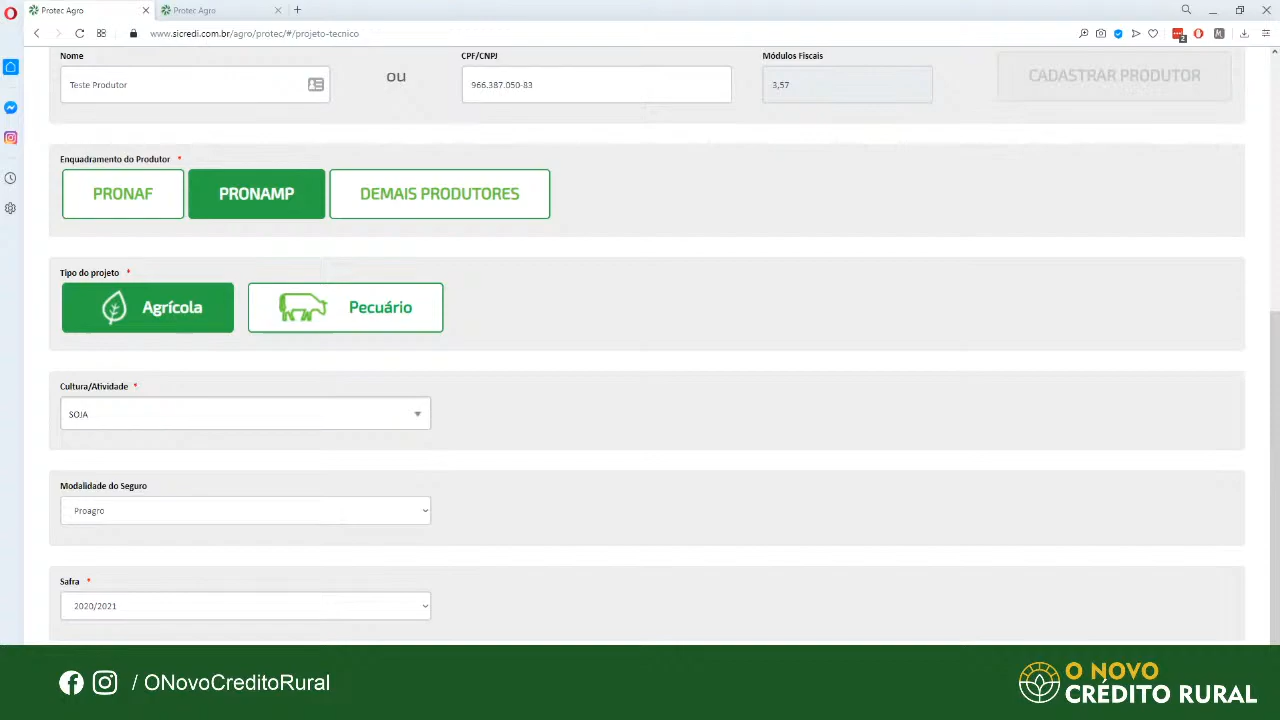 Protec Agro
Protec Agro
www.sicredi.com.br/agro/protec/#/projeto-tecnico
2
M
Nome
CPF/CNPJ
Módulos Fiscais
Teste Produtor
ou
966.387.050-83
3,57
CADASTRAR PRODUTOR
Enquadramento do Produtor *
PRONAF
PRONAMP
DEMAIS PRODUTORES
Tipo do projeto *
Agrícola
Pecuário
Cultura/Atividade *
SOJA
Modalidade do Seguro
Proagro
Safra *
2020/2021
/ ONovoCreditoRural
O NOVO
CRÉDITO RURAL